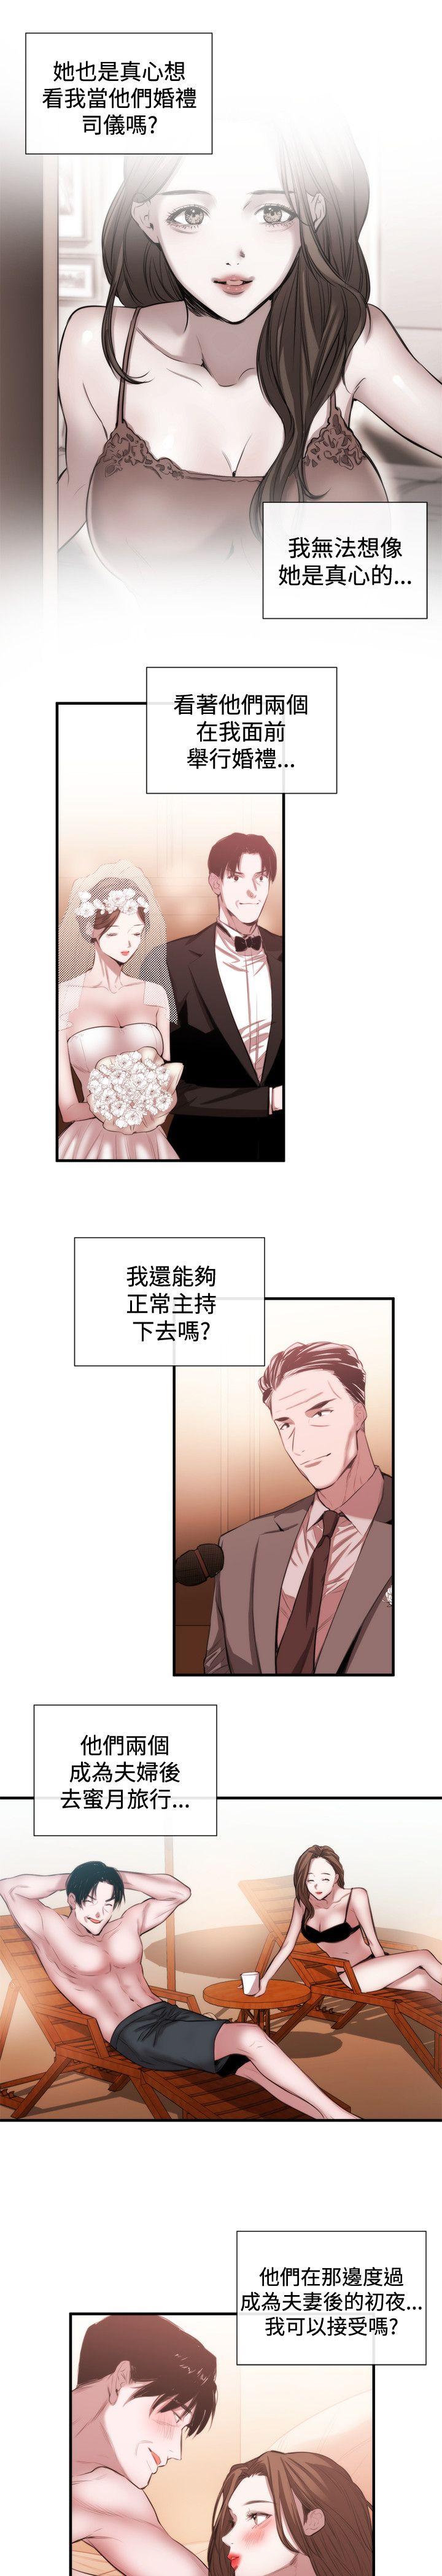 她也是真心想
看我當他們婚禮
司儀嗎?
我無法想像
她是真心的...
看著他們兩個
在我面前
舉行婚禮...
我還能夠
正常主持
下去嗎?
他們兩個
成為夫婦後
去蜜月旅行...
他們在那邊度過
成為夫妻後的初夜...
我可以接受嗎?